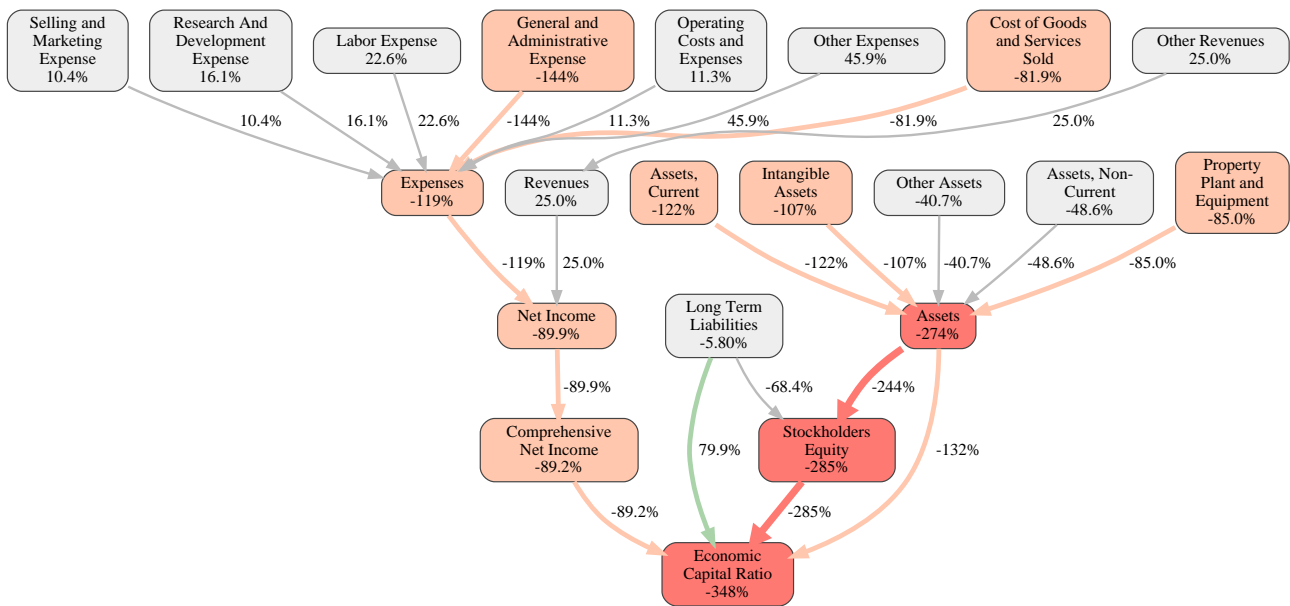 Selling and
Marketing
Expense
10.4%
Research And
Development
Expense
16.1%
Labor Expense
22.6%
General and
Administrative
Expense
-144%
Operating
Costs and
Expenses
11.3%
Other Expenses
45.9%
Cost of Goods
and Services
Sold
-81.9%
Other Revenues
25.0%
10.4%
16.1%
22.6%
-144%
11.3%
45.9%
-81.9%
25.0%
Expenses
-119%
Revenues
25.0%
Assets,
Current
-122%
Intangible
Assets
-107%
Other Assets
-40.7%
Assets, Non-
Current
-48.6%
Property
Plant and
Equipment
-85.0%
-119%
25.0%
-122%
-107%
-40.7%
-48.6%
-85.0%
Net Income
-89.9%
Long Term
Liabilities
-5.80%
Assets
-274%
-89.9%
-68.4%
-244%
Comprehensive
Net Income
-89.2%
79.9%
Stockholders
Equity
-285%
-132%
-89.2%
-285%
Economic
Capital Ratio
-348%